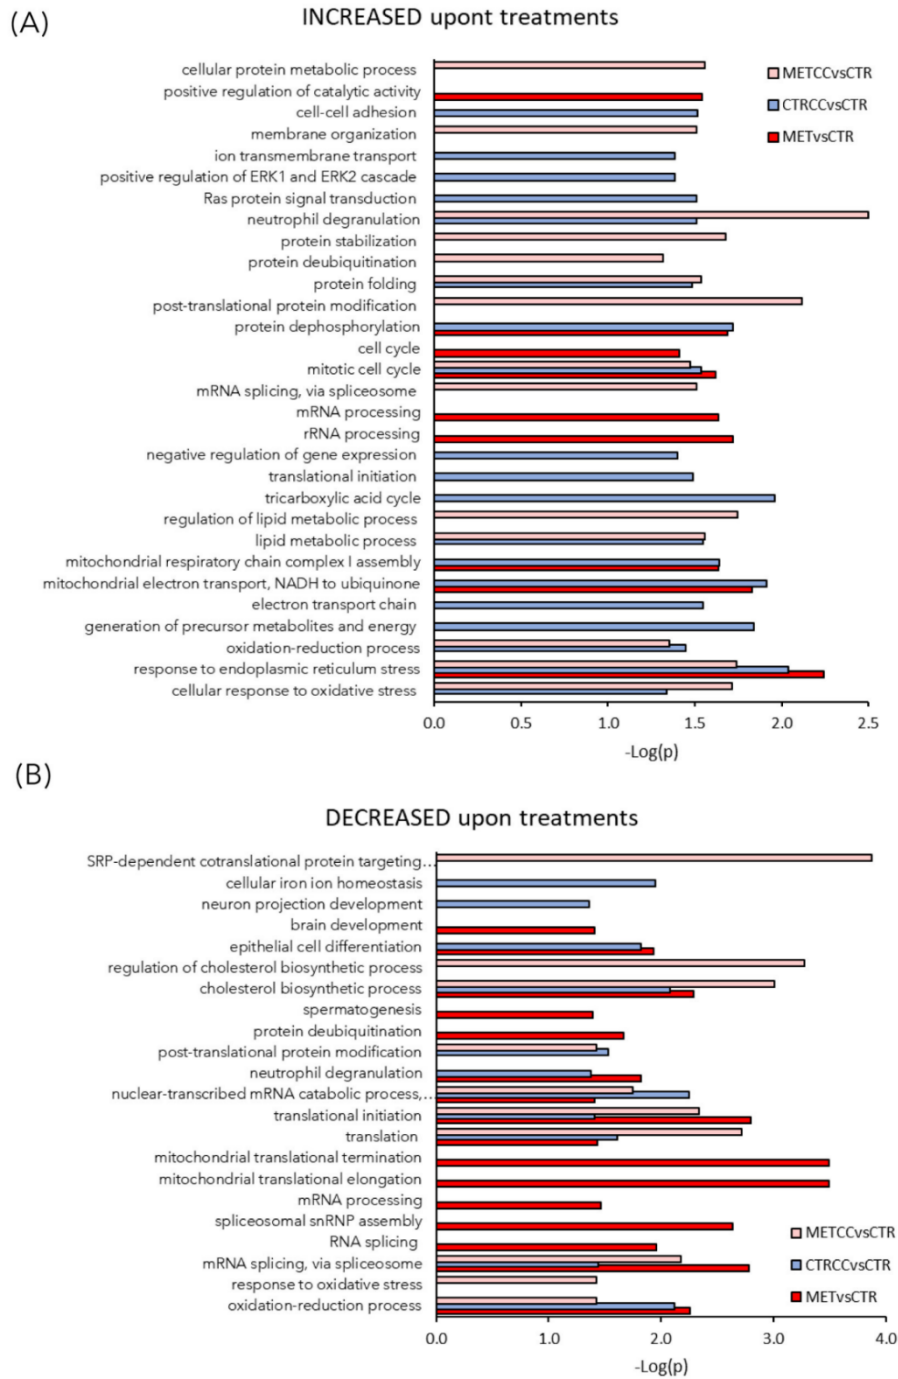 (A)
INCREASED upont treatments
cellular protein metabolic process
positive regulation of catalytic activity
cell-cell adhesion
membrane organization
ion transmembrane transport
positive regulation of ERK1 and ERK2 cascade
Ras protein signal transduction
neutrophil degranulation
protein stabilization
protein deubiquitination
protein folding
post-translational protein modification
protein dephosphorylation
cell cycle
mitotic cell cycle
mRNA splicing, via spliceosome
mRNA processing
rRNA processing
negative regulation of gene expression
translational initiation
tricarboxylic acid cycle
regulation of lipid metabolic process
lipid metabolic process
mitochondrial respiratory chain complex I assembly
mitochondrial electron transport, NADH to ubiquinone
electron transport chain
generation of precursor metabolites and energy
oxidation-reduction process
response to endoplasmic reticulum stress
cellular response to oxidative stress
METCCvsCTR
CTRCCvsCTR
METvsCTR
0.0 0.5 1.0 1.5 2.0 2.5
-Log(p)
(B)
DECREASED upon treatments
SRP-dependent cotranslational protein targeting...
cellular iron ion homeostasis
neuron projection development
brain development
epithelial cell differentiation
regulation of cholesterol biosynthetic process
cholesterol biosynthetic process
spermatogenesis
protein deubiquitination
post-translational protein modification
neutrophil degranulation
nuclear-transcribed mRNA catabolic process,...
translational initiation
translation
mitochondrial translational termination
mitochondrial translational elongation
mRNA processing
spliceosomal snRNP assembly
RNA splicing
mRNA splicing, via spliceosome
response to oxidative stress
oxidation-reduction process
METCCvsCTR
CTRCCvsCTR
METvsCTR
0.0 1.0 2.0 3.0 4.0
-Log(p)